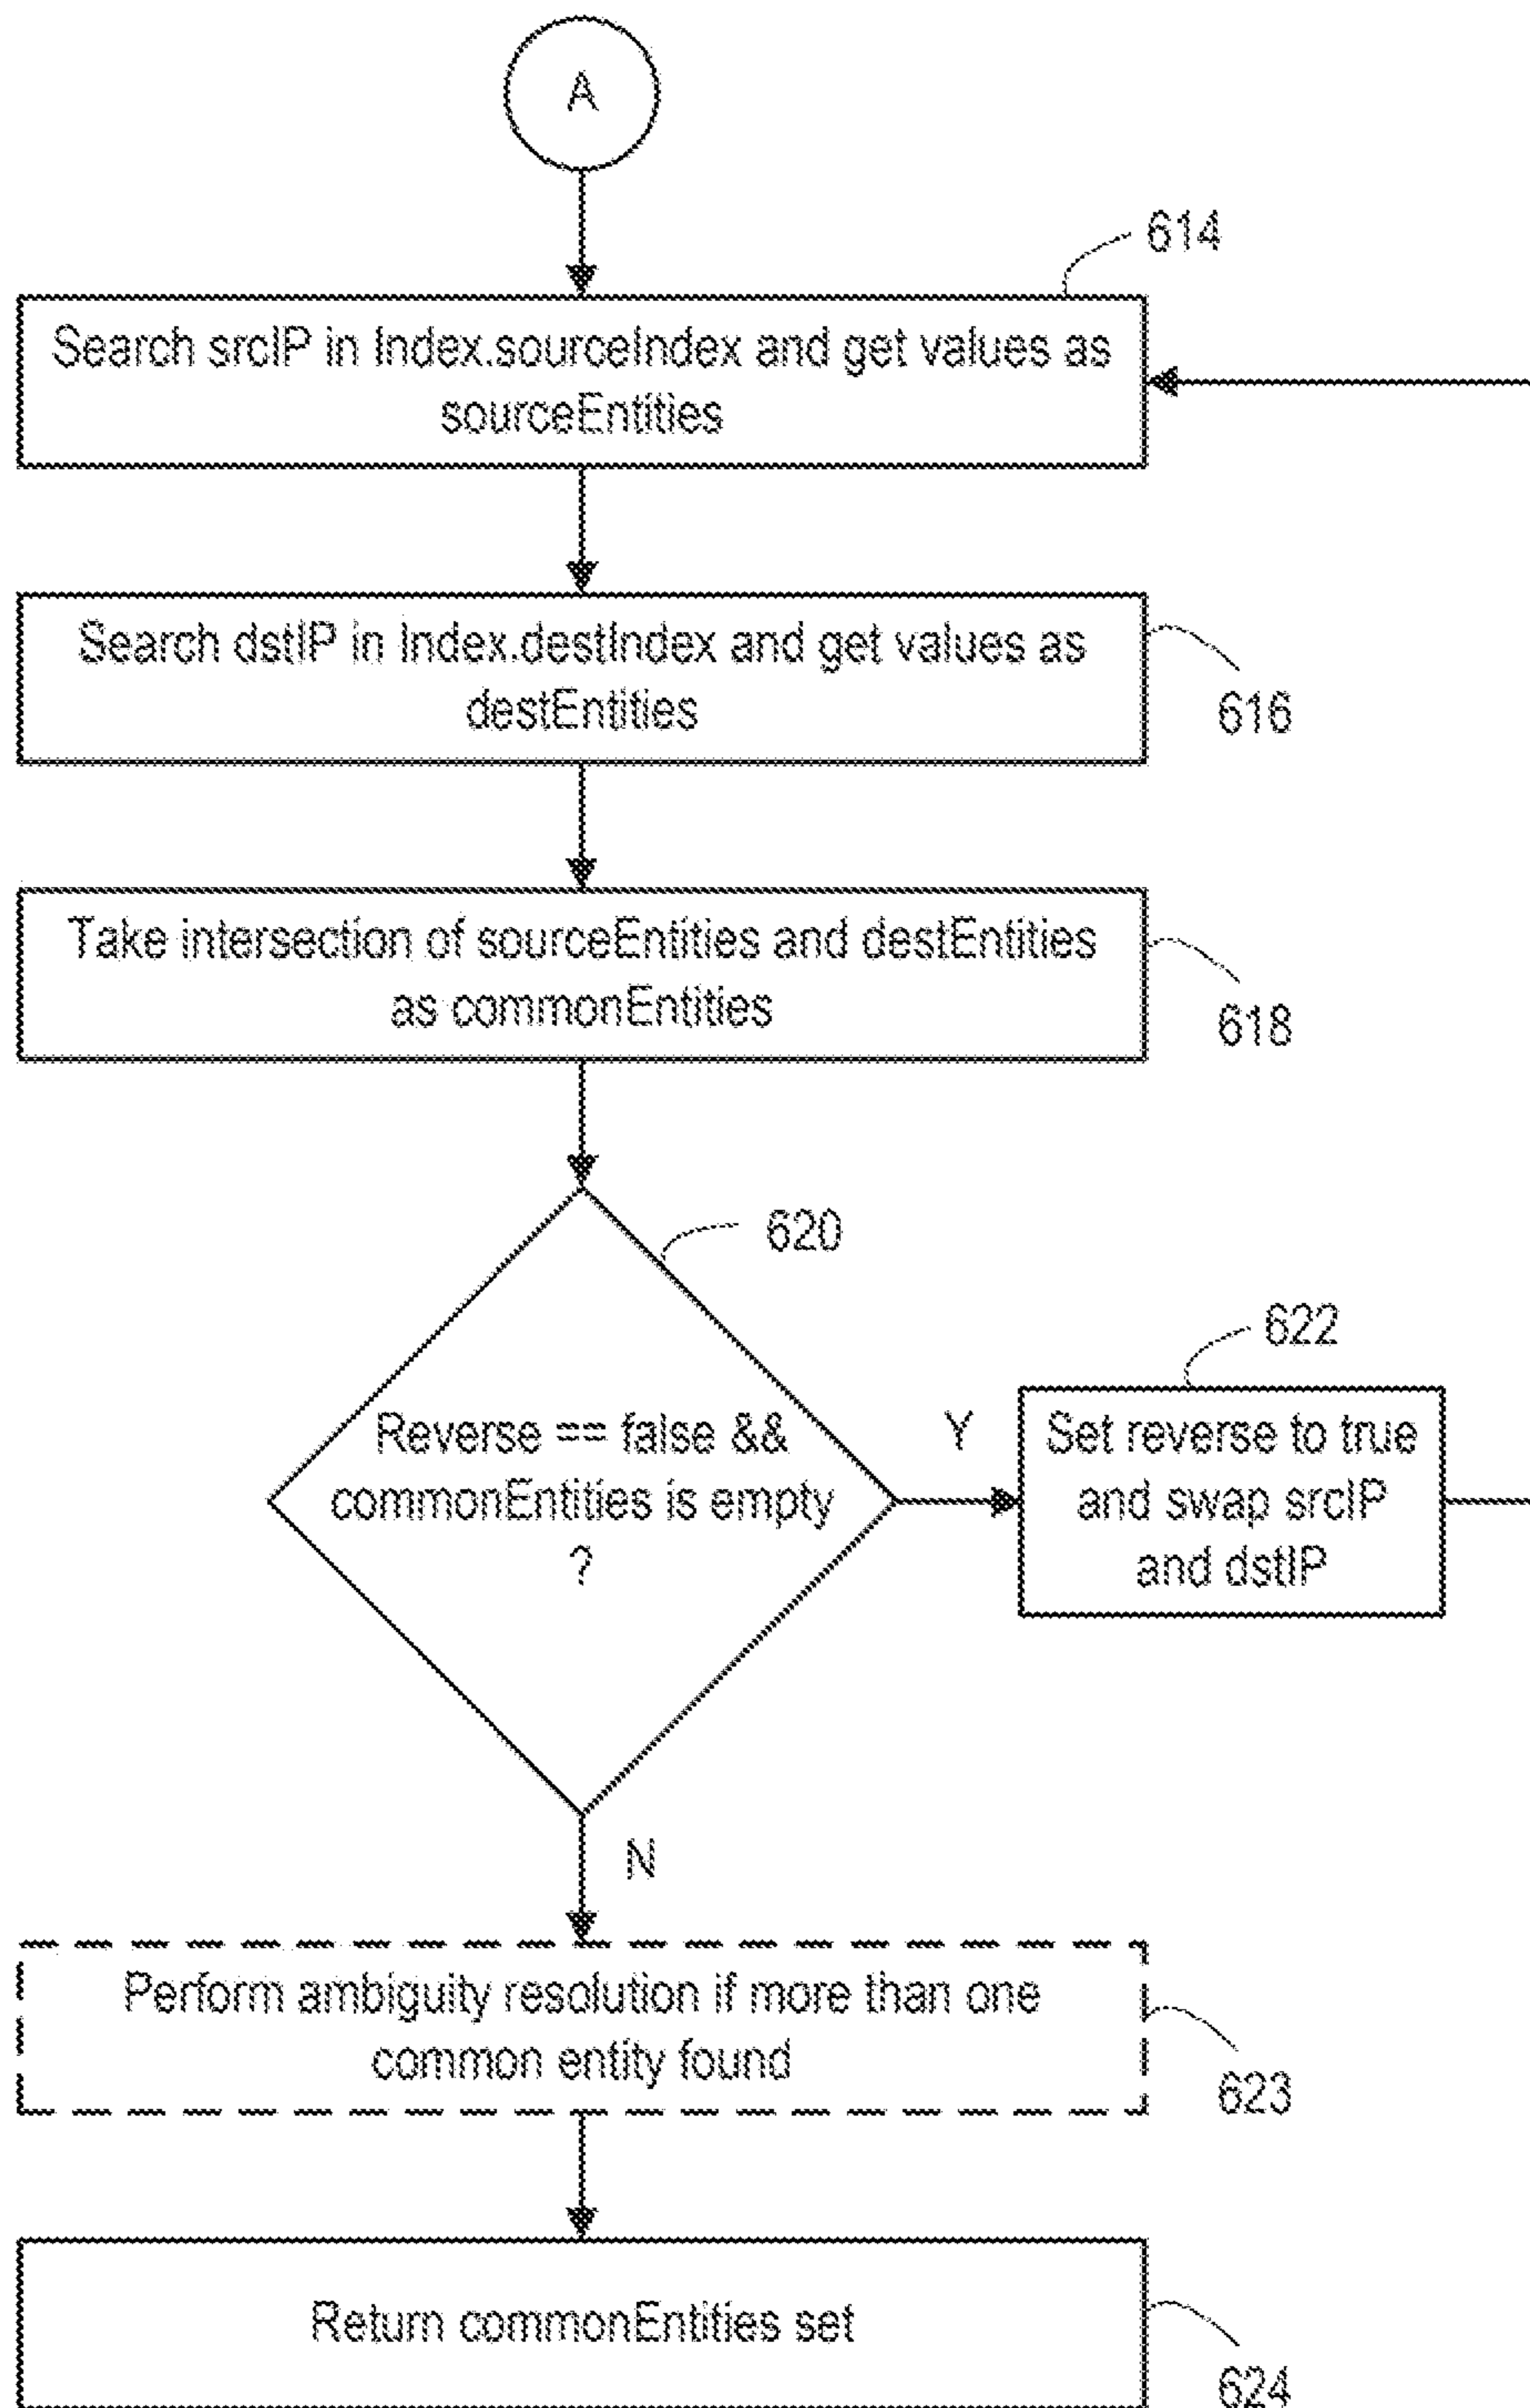 A
614
Search srcIP in Index.sourceIndex and get values as
sourceEntities
Search dstIP in Index.destIndex and get values as
destEntities
616
Take intersection of sourceEntities and destEntities
as commonEntities
618
620
Reverse == false &&
commonEntities is empty
?
Y
622
Set reverse to true
and swap srcIP
and dstIP
N
Perform ambiguity resolution if more than one
common entity found
623
Return commonEntities set
624